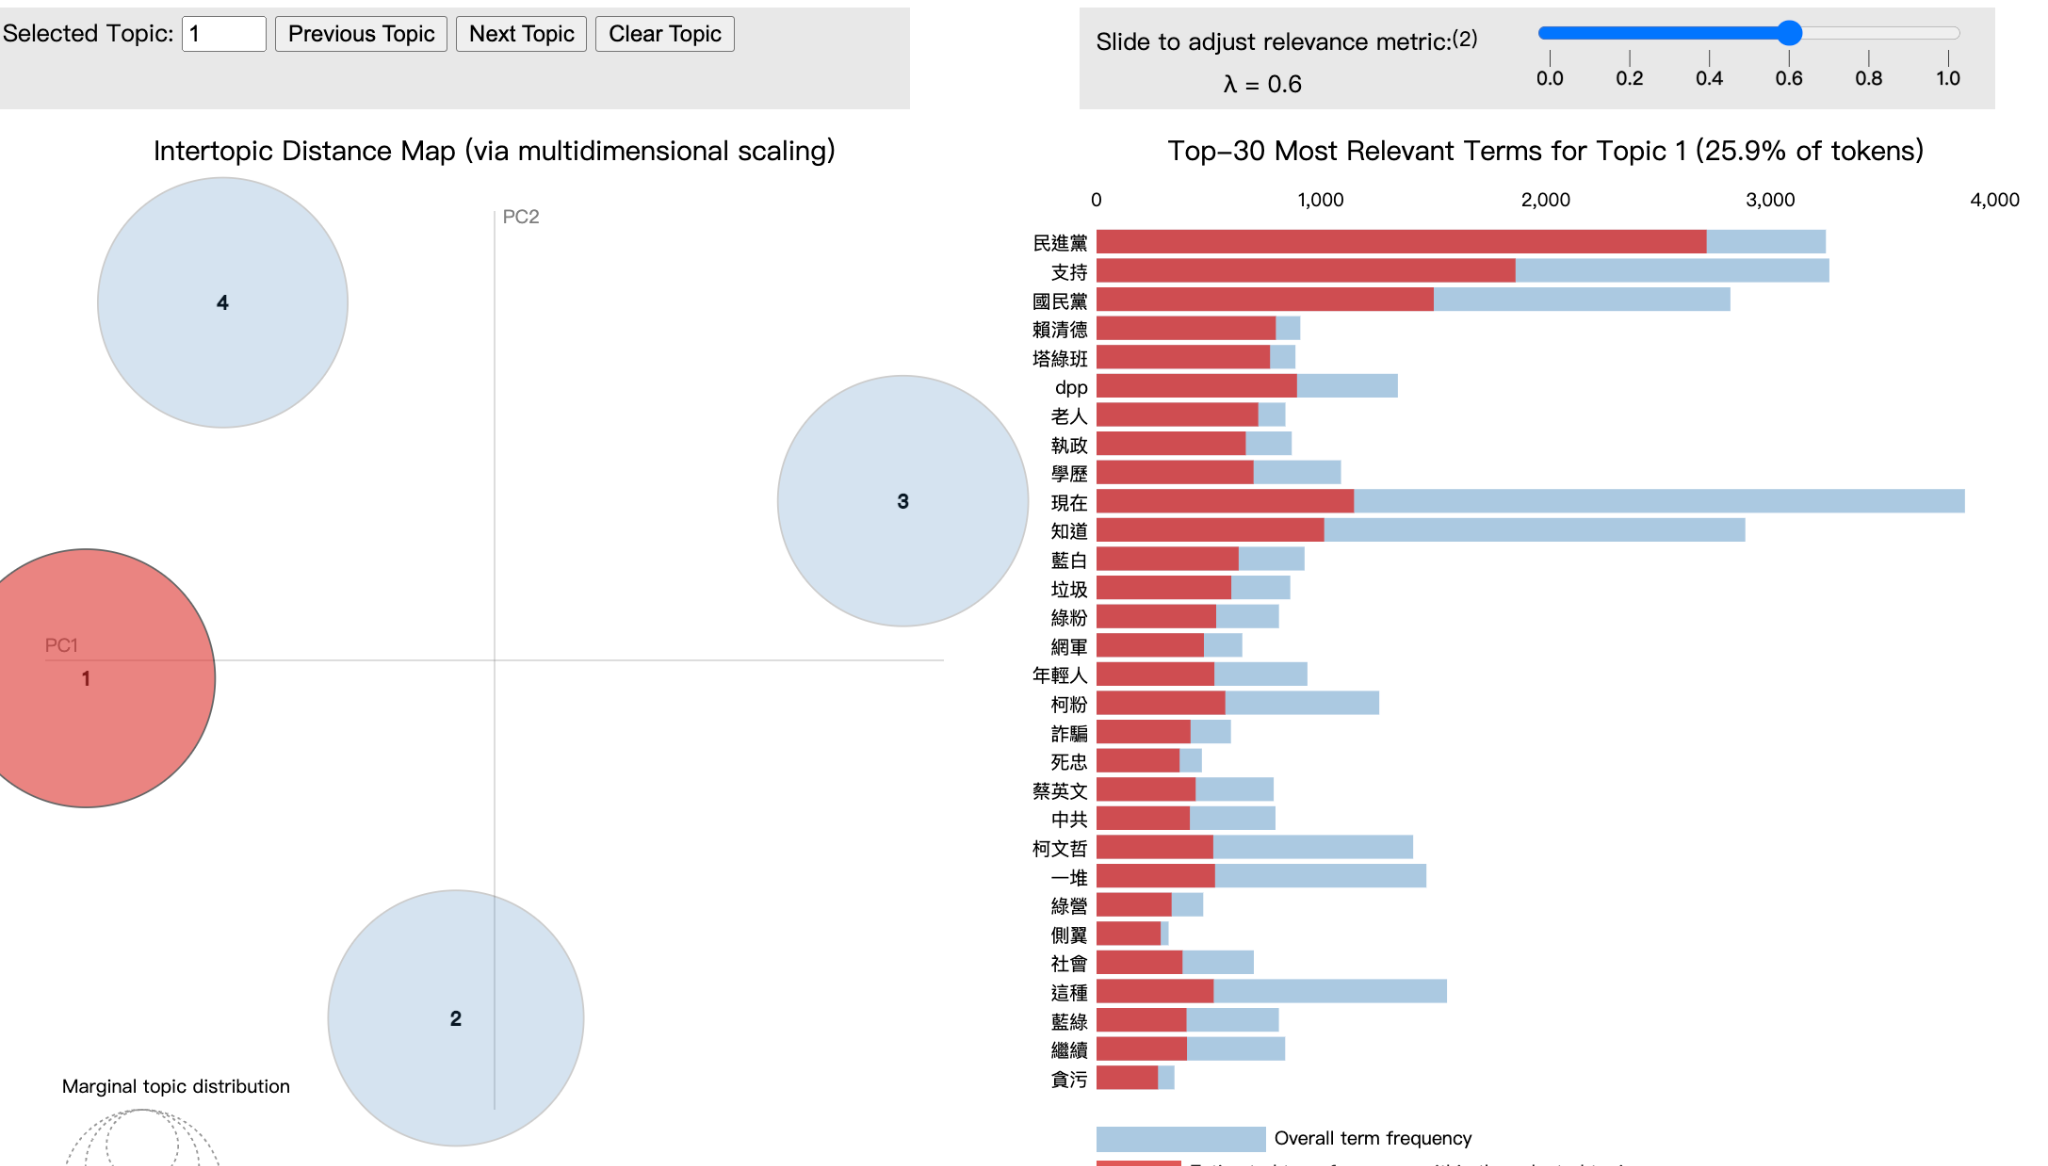 Selected Topic: 1 Previous Topic Next Topic Clear Topic
Slide to adjust relevance metric:(2)
λ = 0.6
0.0 0.2 0.4 0.6 0.8 1.0
Intertopic Distance Map (via multidimensional scaling)
PC2
4
3
PC1
1
2
Marginal topic distribution
Top-30 Most Relevant Terms for Topic 1 (25.9% of tokens)
0 1,000 2,000 3,000 4,000
民進黨
支持
國民黨
賴清德
塔綠班
dpp
老人
執政
學歷
現在
知道
藍白
垃圾
綠粉
網軍
年輕人
柯粉
詐騙
死忠
蔡英文
中共
柯文哲
一堆
綠營
側翼
社會
這種
藍綠
繼續
貪污
Overall term frequency